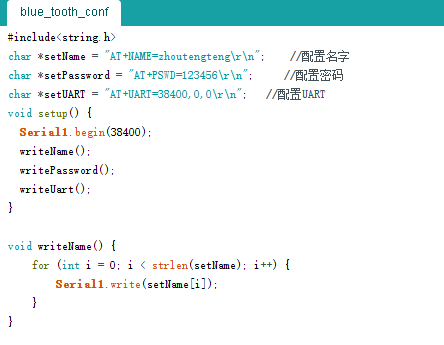 blue_tooth_conf
#include<string.h>
char *setName = "AT+NAME=zhoutengteng\r\n";    //配置名字
char *setPassword = "AT+PSWD=123456\r\n";     //配置密码
char *setUART = "AT+UART=38400,0,0\r\n";   //配置UART
void setup() {
  Serial1.begin(38400);
  writeName();
  writePassword();
  writeUart();
}

void writeName() {
    for (int i = 0; i < strlen(setName); i++) {
        Serial1.write(setName[i]);
    }
}